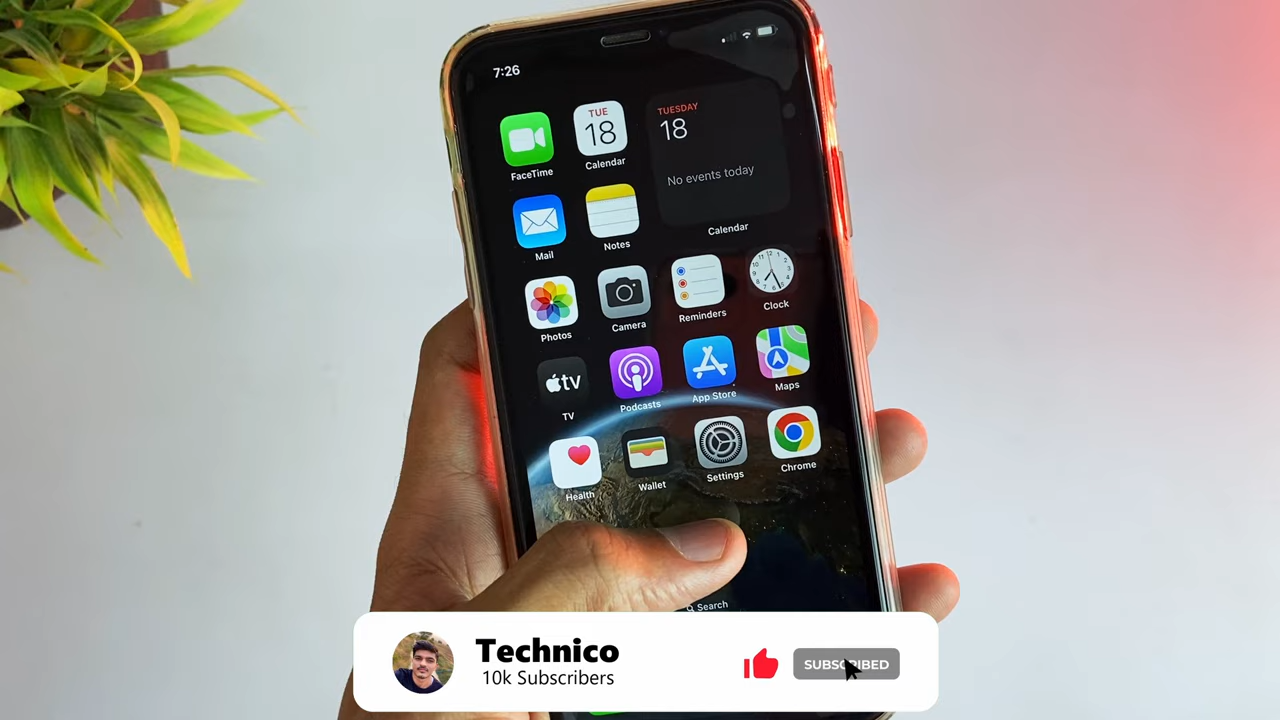 7:26
TUE
18
Calendar
TUESDAY
18
No events today
Calendar
FaceTime
Mail
Notes
Photos
Camera
Reminders
Clock
tv
TV
Podcasts
App Store
Maps
Health
Wallet
Settings
Chrome
Search
Technico
10k Subscribers
SUBSCRIBED